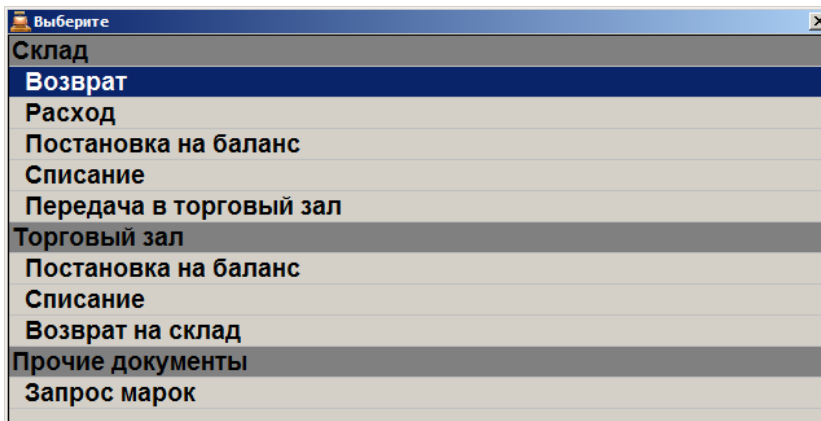 Выберите
Склад
Возврат
Расход
Постановка на баланс
Списание
Передача в торговый зал
Торговый зал
Постановка на баланс
Списание
Возврат на склад
Прочие документы
Запрос марок